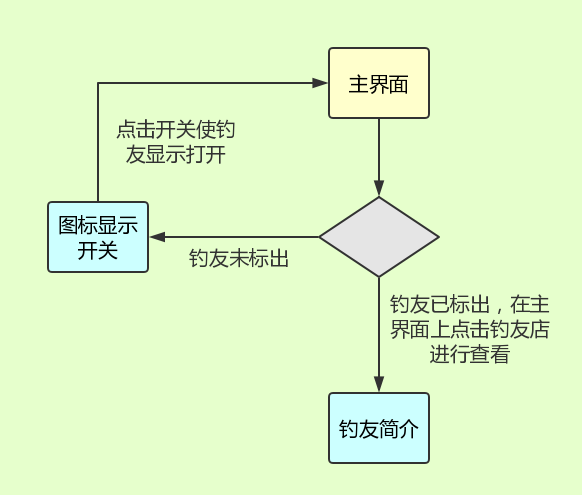 主界面
点击开关使钓
友显示打开
图标显示
开关
钓友未标出
钓友已标出，在主
界面上点击钓友店
进行查看
钓友简介